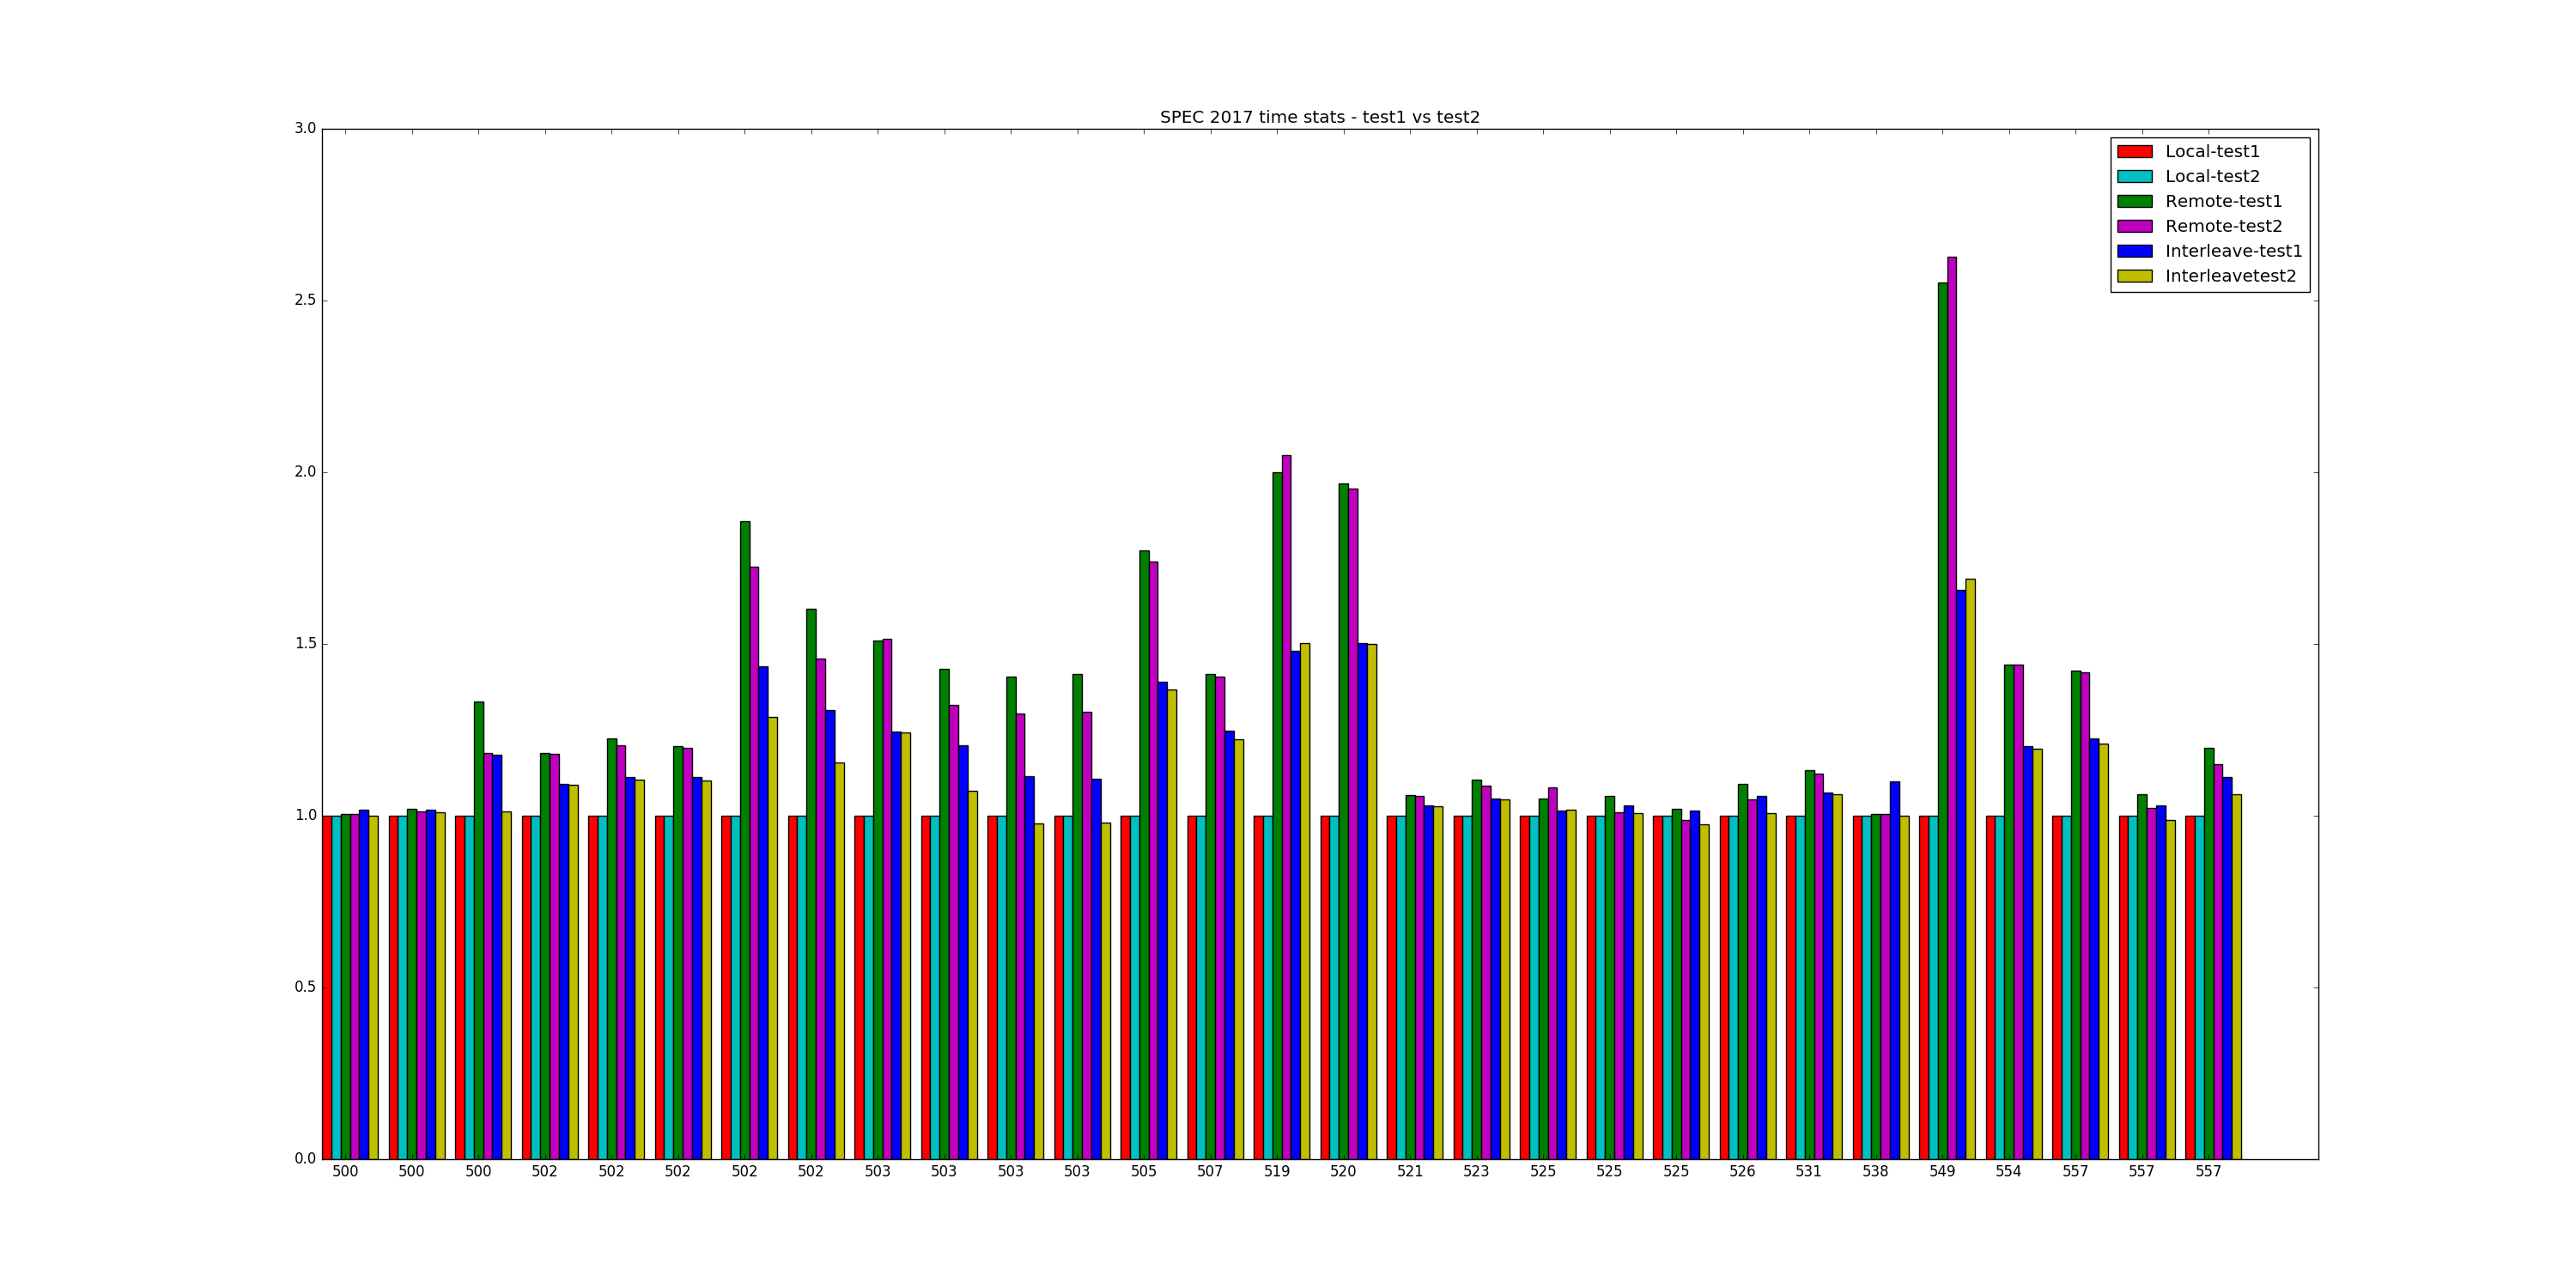 SPEC 2017 time stats - test1 vs test2
3.0
2.5
2.0
1.5
1.0
0.5
0.0
Local-test1
Local-test2
Remote-test1
Remote-test2
Interleave-test1
Interleavetest2
500 500 500 502 502 502 502 502 503 503 503 503 505 507 519 520 521 523 525 525 525 526 531 538 549 554 557 557 557